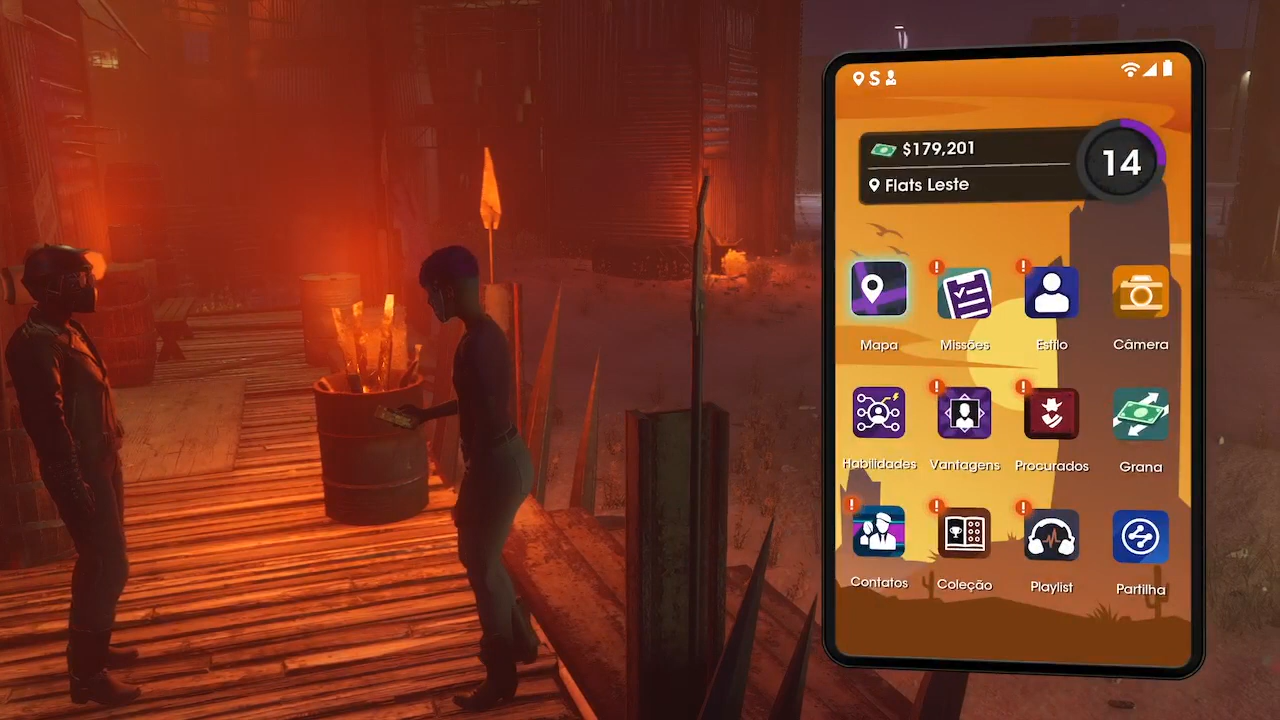 $179,201
14
Flats Leste
Mapa
Missões
Estilo
Câmera
Habilidades
Vantagens
Procurados
Grana
Contatos
Coleção
Playlist
Partilha